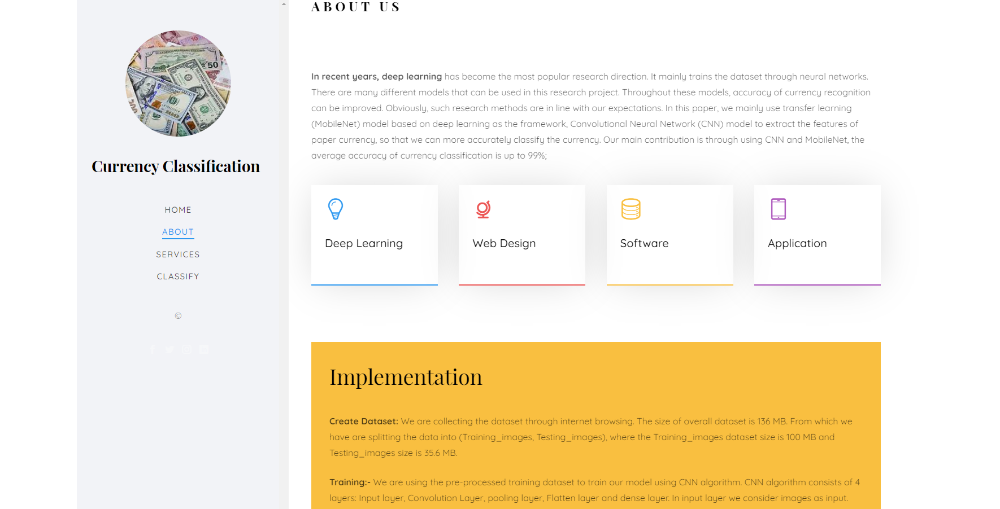 Currency Classification
HOME
ABOUT
SERVICES
CLASSIFY
©
ABOUT US
In recent years, deep learning has become the most popular research direction. It mainly trains the dataset through neural networks.
There are many different models that can be used in this research project. Throughout these models, accuracy of currency recognition
can be improved. Obviously, such research methods are in line with our expectations. In this paper, we mainly use transfer learning
(MobileNet) model based on deep learning as the framework, Convolutional Neural Network (CNN) model to extract the features of
paper currency, so that we can more accurately classify the currency. Our main contribution is through using CNN and MobileNet, the
average accuracy of currency classification is up to 99%;
Deep Learning
Web Design
Software
Application
Implementation
Create Dataset: We are collecting the dataset through internet browsing. The size of overall dataset is 136 MB. From which we
have are splitting the data into (Training_images, Testing_images), where the Training_images dataset size is 100 MB and
Testing_images size is 35.6 MB.
Training:- We are using the pre-processed training dataset to train our model using CNN algorithm. CNN algorithm consists of 4
layers: Input layer, Convolution Layer, pooling layer, Flatten layer and dense layer. In input layer we consider images as input.